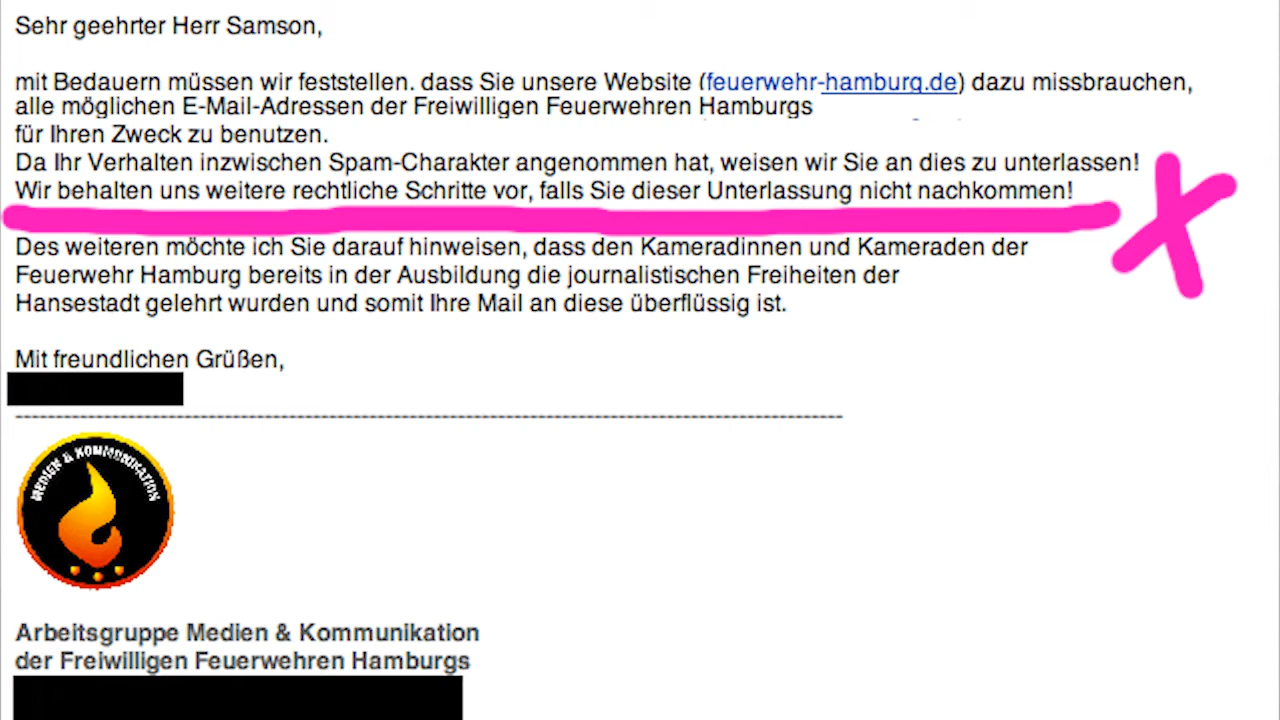 Sehr geehrter Herr Samson,
mit Bedauern müssen wir feststellen. dass Sie unsere Website (feuerwehr-hamburg.de) dazu missbrauchen,
alle möglichen E-Mail-Adressen der Freiwilligen Feuerwehren Hamburgs
für Ihren Zweck zu benutzen.
Da Ihr Verhalten inzwischen Spam-Charakter angenommen hat, weisen wir Sie an dies zu unterlassen!
Wir behalten uns weitere rechtliche Schritte vor, falls Sie dieser Unterlassung nicht nachkommen!
Des weiteren möchte ich Sie darauf hinweisen, dass den Kameradinnen und Kameraden der
Feuerwehr Hamburg bereits in der Ausbildung die journalistischen Freiheiten der
Hansestadt gelehrt wurden und somit Ihre Mail an diese überflüssig ist.
Mit freundlichen Grüßen,
MEDIEN & KOMMUNIKATION
Arbeitsgruppe Medien & Kommunikation
der Freiwilligen Feuerwehren Hamburgs